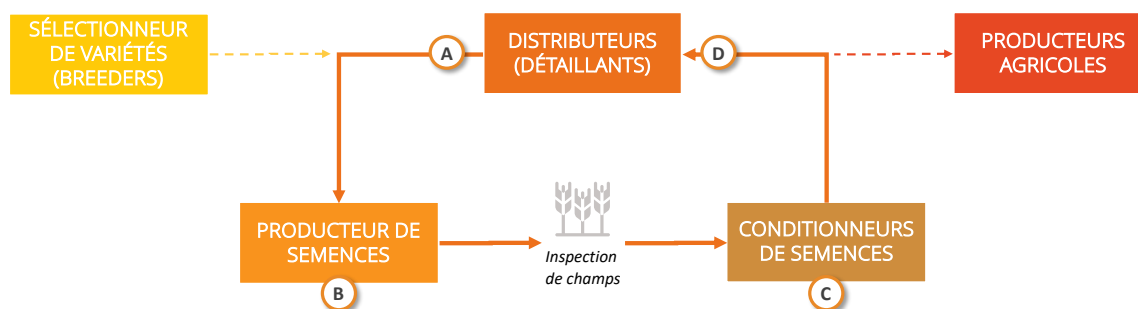 SÉLECTIONNEUR
DE VARIÉTÉS
(BREEDERS)
A
DISTRIBUTEURS
(DÉTAILLANTS)
D
PRODUCTEURS
AGRICOLES
PRODUCTEUR DE
SEMENCES
B
Inspection
de champs
CONDITIONNEURS
DE SEMENCES
C